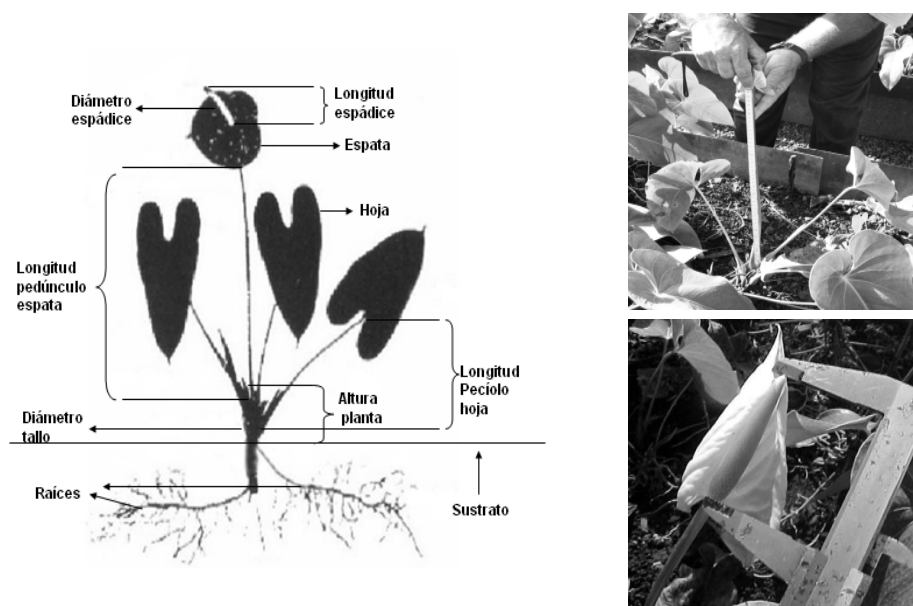 Diámetro
espádice
Longitud
espádice
Espata
Hoja
Longitud
pedúnculo
espata
Longitud
Pecíolo
hoja
Altura
planta
Diámetro
tallo
Raíces
Sustrato